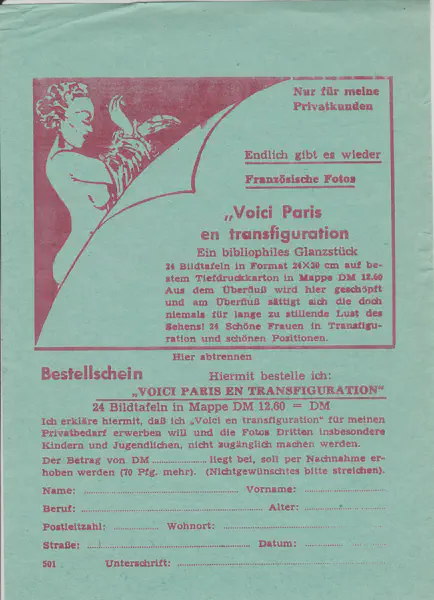 Nur für meine
Privatkunden
Endlich gibt es wieder
Französische Fotos
„Voici Paris
en transfiguration
Ein bibliophiles Glanzstück
24 Bildtafeln in Format 24×30 cm auf be-
stem Tiefdruckkarton in Mappe DM 12.60
Aus dem Überfluß wird hier geschöpft
und am Überfluß sättigt sich die doch
niemals für lange zu stillende Lust des
Sehens! 24 Schöne Frauen in Transfigu-
ration und schönen Positionen.
Hier abtrennen
Bestellschein Hiermit bestelle ich:
„VOICI PARIS EN TRANSFIGURATION"
24 Bildtafeln in Mappe DM 12.60 = DM
Ich erkläre hiermit, daß ich „Voici en transfiguration" für meinen
Privatbedarf erwerben will und die Fotos Dritten insbesondere
Kindern und Jugendlichen, nicht zugänglich machen werden.
Der Betrag von DM .............. liegt bei, soll per Nachnahme er-
hoben werden (70 Pfg. mehr). (Nichtgewünschtes bitte streichen).
Name: .............................. Vorname: ..............................
Beruf: .............................. Alter: ..............................
Postleitzahl: .................. Wohnort: ..............................
Straße: .............................. Datum: ..............................
501 Unterschrift: ..............................